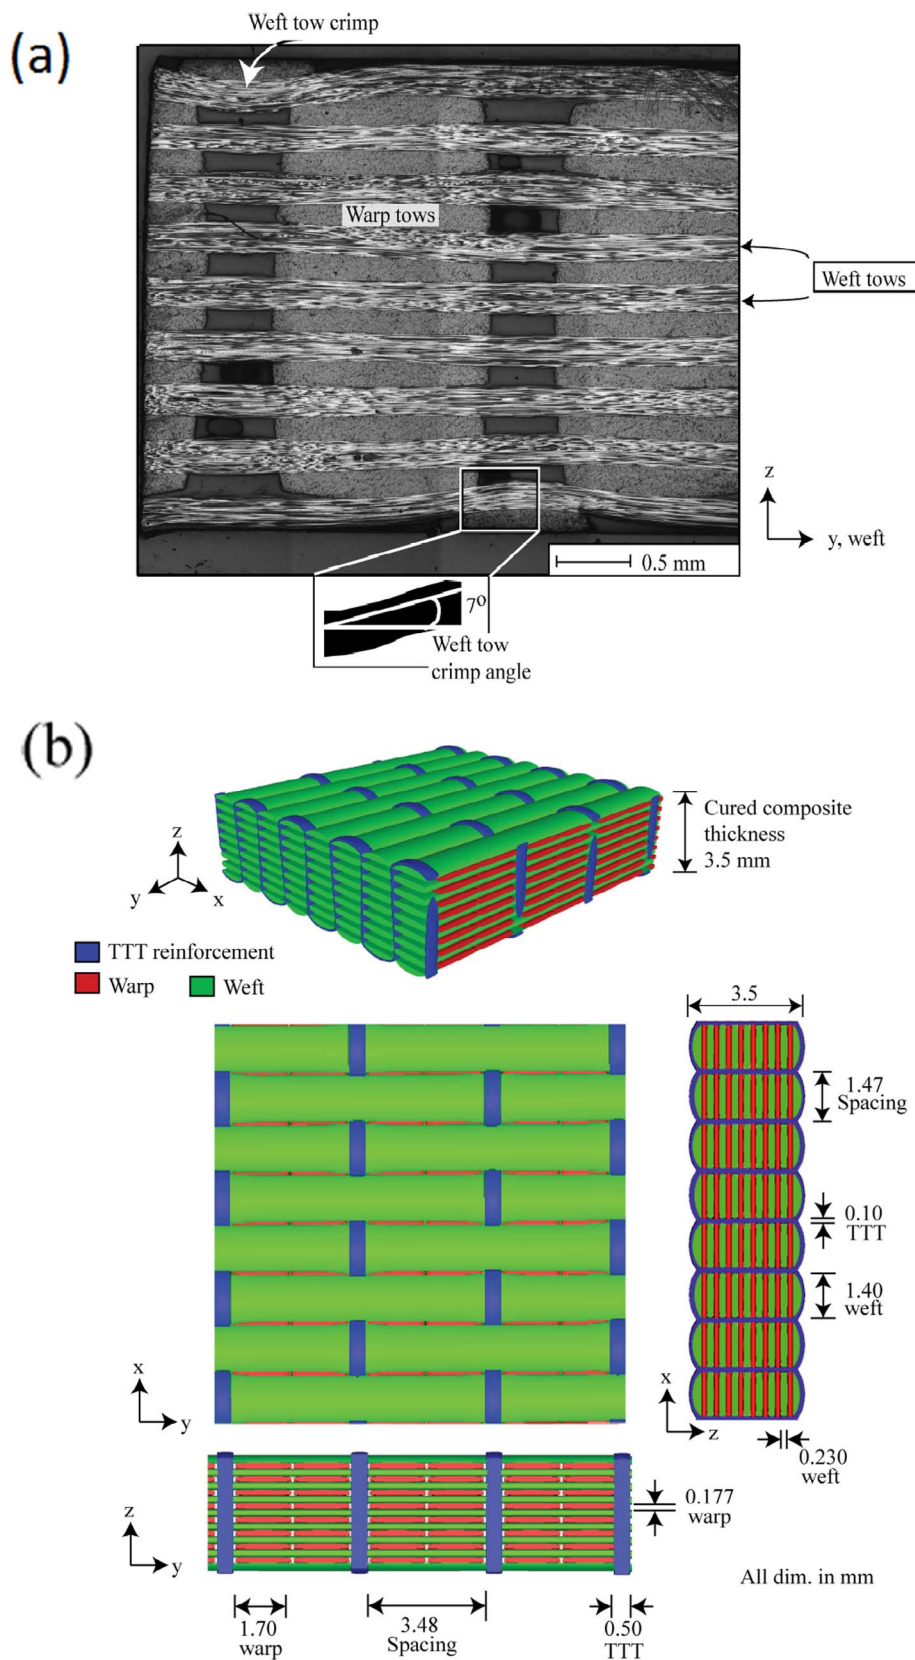 (a)
Weft tow crimp
Warp tows
Weft tows
z
y, weft
0.5 mm
7º
Weft tow
crimp angle
(b)
Cured composite
thickness
3.5 mm
z
y
x
TTT reinforcement
Warp
Weft
3.5
1.47
Spacing
0.10
TTT
1.40
weft
x
y
x
z
0.230
weft
0.177
warp
z
y
All dim. in mm
1.70
warp
3.48
Spacing
0.50
TTT